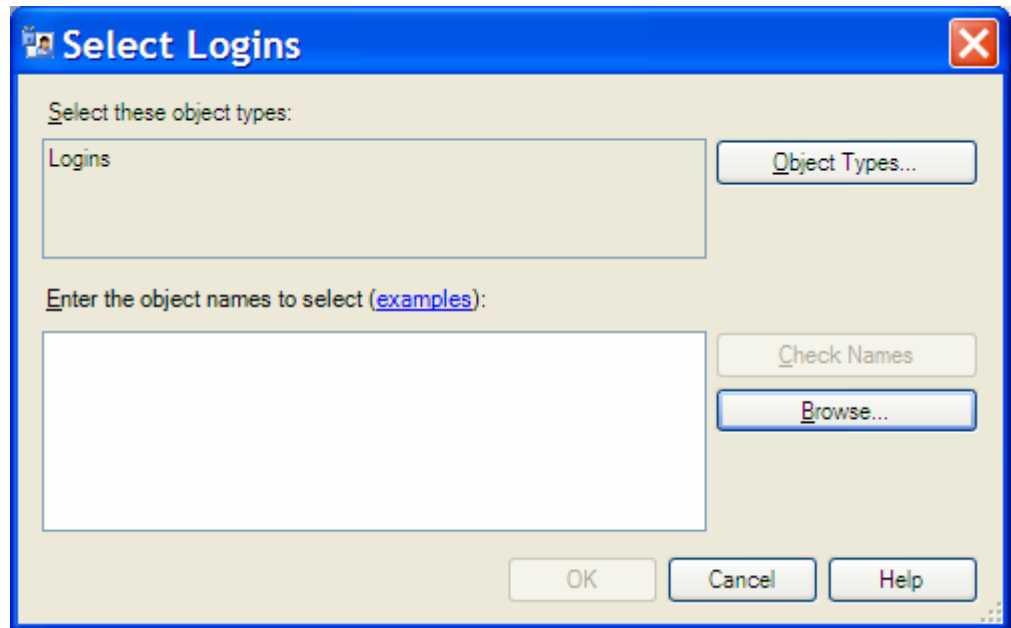 Select Logins
Select these object types:
Logins
Object Types...
Enter the object names to select (examples):
Check Names
Browse...
OK
Cancel
Help